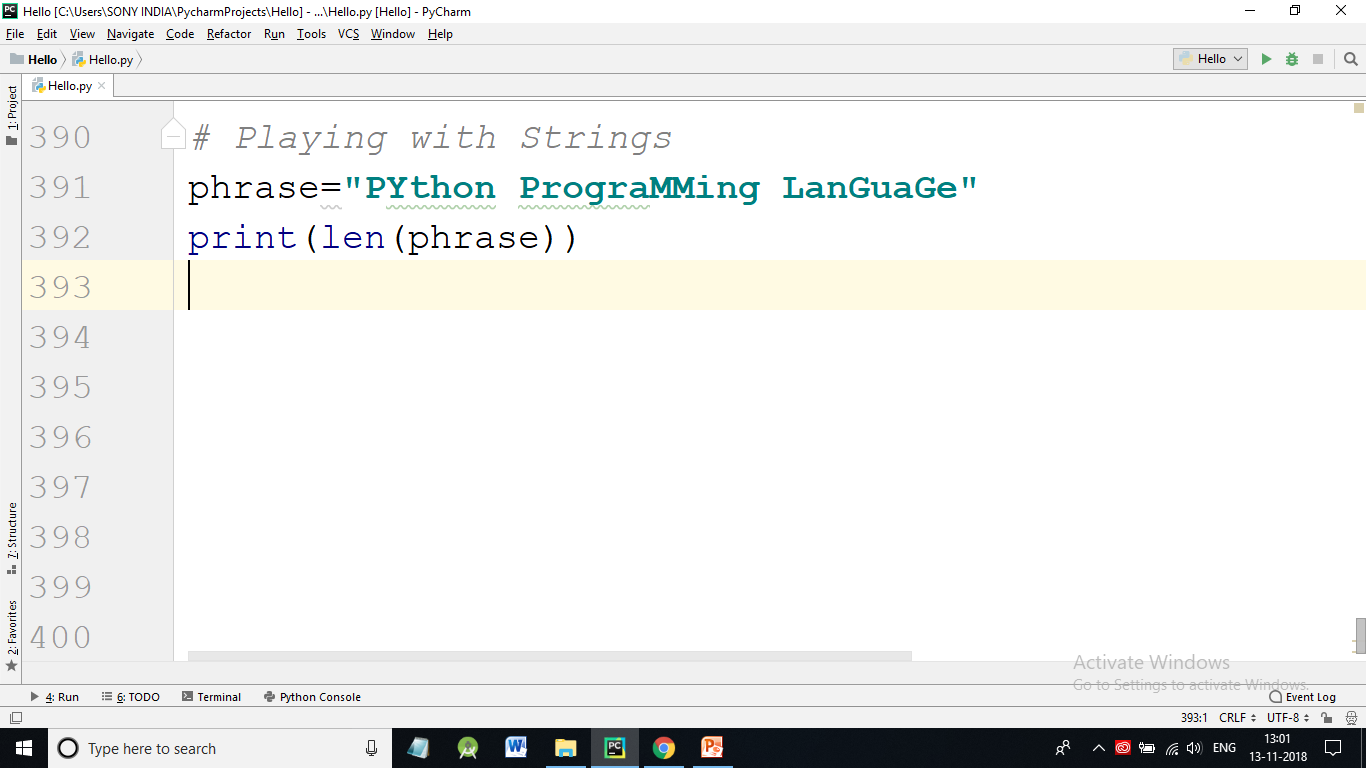 Hello [C:\Users\SONY INDIA\PycharmProjects\Hello] - ...\Hello.py [Hello] - PyCharm
File Edit View Navigate Code Refactor Run Tools VCS Window Help
Hello Hello.py Hello
Hello.py
1: Project
390 # Playing with Strings
391 phrase="PYthon PrograMMing LanGuaGe"
392 print(len(phrase))
393
394
395
396
397
398
399
400
7: Structure
2: Favorites
Activate Windows
Go to Settings to activate Windows.
4: Run 6: TODO Terminal Python Console Event Log
393:1 CRLF UTF-8
Type here to search
ENG 13:01
13-11-2018